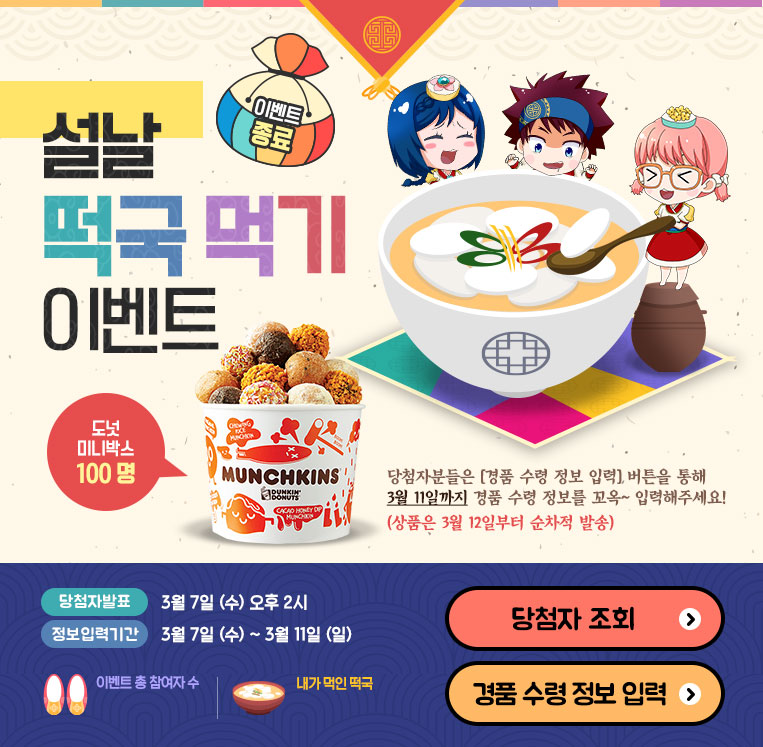 이벤트
종료
설날
떡국 먹기
이벤트
도넛
미니박스
100 명
CHEWING
RICE
MUNCHKIN
MUNCHKINS
DUNKIN'
DONUTS
CACAO HONEY DIP
MUNCHKIN
당첨자분들은 [경품 수령 정보 입력] 버튼을 통해
3월 11일까지 경품 수령 정보를 꼬옥~ 입력해주세요!
(상품은 3월 12일부터 순차적 발송)
당첨자발표 3월 7일 (수) 오후 2시
정보입력기간 3월 7일 (수) ~ 3월 11일 (일)
이벤트 총 참여자 수
내가 먹인 떡국
당첨자 조회
경품 수령 정보 입력